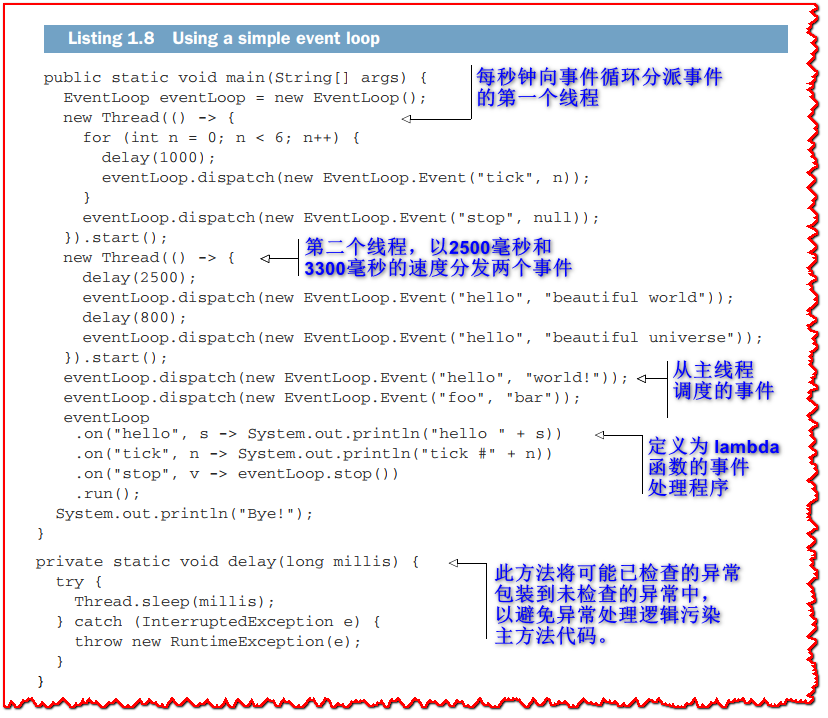 Listing 1.8 Using a simple event loop
public static void main(String[] args) {
每秒钟向事件循环分派事件
的第一个线程
EventLoop eventLoop = new EventLoop();
new Thread(() -> {
for (int n = 0; n < 6; n++) {
delay(1000);
eventLoop.dispatch(new EventLoop.Event("tick", n));
}
eventLoop.dispatch(new EventLoop.Event("stop", null));
}).start();
new Thread(() -> {
第二个线程，以2500毫秒和
3300毫秒的速度分发两个事件
delay(2500);
eventLoop.dispatch(new EventLoop.Event("hello", "beautiful world"));
delay(800);
eventLoop.dispatch(new EventLoop.Event("hello", "beautiful universe"));
}).start();
eventLoop.dispatch(new EventLoop.Event("hello", "world!"));
从主线程
调度的事件
eventLoop.dispatch(new EventLoop.Event("foo", "bar"));
eventLoop
.on("hello", s -> System.out.println("hello " + s))
.on("tick", n -> System.out.println("tick #" + n))
.on("stop", v -> eventLoop.stop())
.run();
定义为 lambda
函数的事件
处理程序
System.out.println("Bye!");
}
private static void delay(long millis) {
此方法将可能已检查的异常
包装到未检查的异常中，
以避免异常处理逻辑污染
主方法代码。
try {
Thread.sleep(millis);
} catch (InterruptedException e) {
throw new RuntimeException(e);
}
}